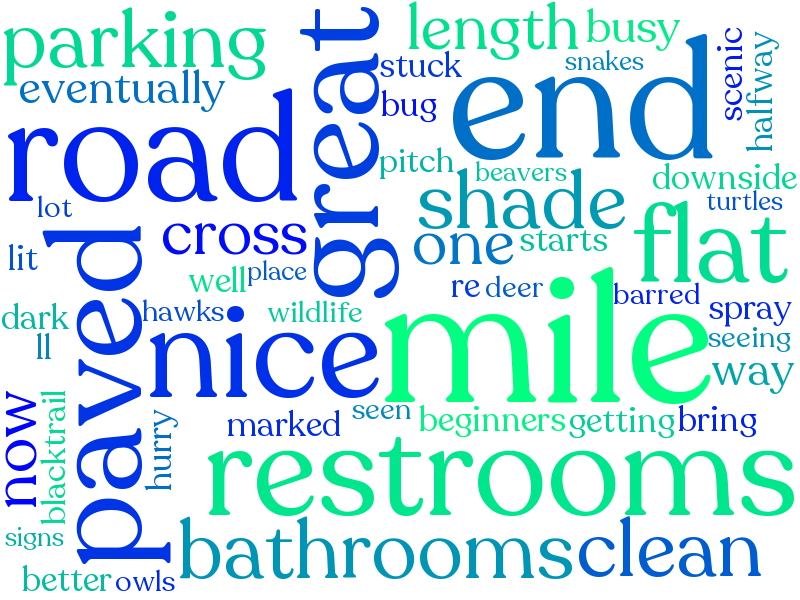 parking
great
length
busy
eventually
stuck
bug
end
snakes
scenic
halfway
road
pitch
beavers
shade
downside
turtles
lot
cross
one
starts
flat
lit
paved
well
place
re
deer
barred
spray
dark
ll
hawks
wildlife
nice
mile
seeing
way
now
blacktrail
hurry
marked
seen
beginners
getting
bring
restrooms
signs
bathrooms
clean
better
owls